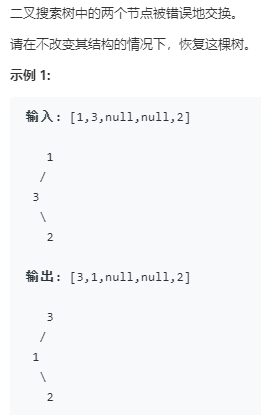 二叉搜索树中的两个节点被错误地交换。
请在不改变其结构的情况下，恢复这棵树。
示例 1:
输入: [1,3,null,null,2]
1
/
3
\
2
输出: [3,1,null,null,2]
3
/
1
\
2